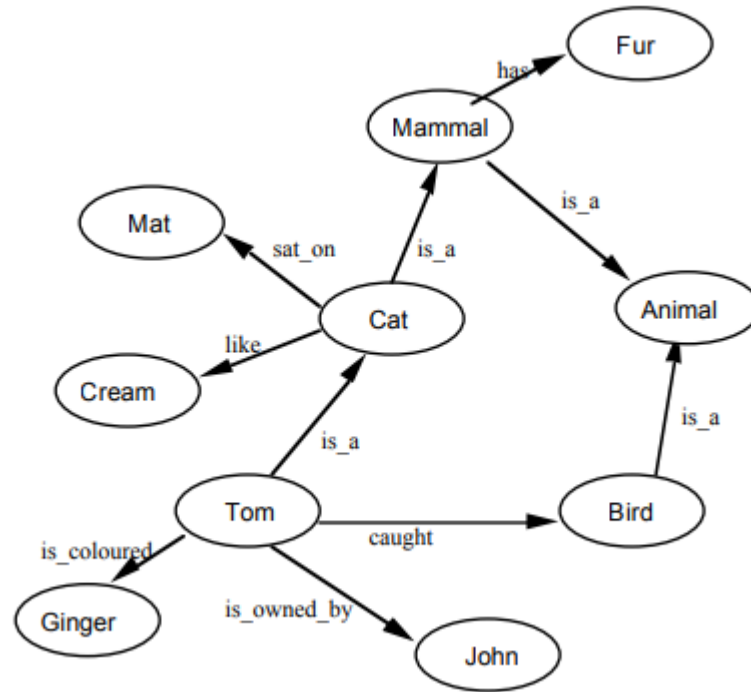 Fur
has
Mammal
is_a
Mat
sat_on
is_a
Animal
Cat
like
Cream
is_a
is_a
Tom
Bird
caught
is_coloured
is_owned_by
Ginger
John